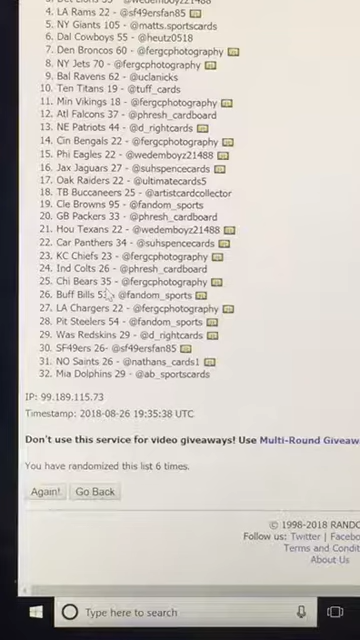 4. LA Rams 22 - @sf49ersfan85
5. NY Giants 105 - @matts.sportscards
6. Dal Cowboys 55 - @heutz0518
7. Den Broncos 60 - @fergcphotography
8. NY Jets 70 - @fergcphotography
9. Bal Ravens 62 - @uclanicks
10. Ten Titans 19 - @tuff_cards
11. Min Vikings 18 - @fergcphotography
12. Atl Falcons 37 - @phresh_cardboard
13. NE Patriots 44 - @d_rightcards
14. Cin Bengals 22 - @fergcphotography
15. Phi Eagles 22 - @wedemboyz21488
16. Jax Jaguars 27 - @suhspencecards
17. Oak Raiders 22 - @ultimatecards5
18. TB Buccaneers 25 - @artistcardcollector
19. Cle Browns 95 - @fandom_sports
20. GB Packers 33 - @phresh_cardboard
21. Hou Texans 22 - @wedemboyz21488
22. Car Panthers 34 - @suhspencecards
23. KC Chiefs 23 - @fergcphotography
24. Ind Colts 26 - @phresh_cardboard
25. Chi Bears 35 - @fergcphotography
26. Buff Bills - @fandom_sports
27. LA Chargers 22 - @fergcphotography
28. Pit Steelers 54 - @fandom_sports
29. Was Redskins 29 - @d_rightcards
30. SF49ers 26- @sf49ersfan85
31. NO Saints 26 - @nathans_cards1
32. Mia Dolphins 29 - @ab_sportscards
IP: 99.189.115.73
Timestamp: 2018-08-26 19:35:38 UTC
Don't use this service for video giveaways! Use Multi-Round Giveaw
You have randomized this list 6 times.
Again! Go Back
© 1998-2018 RANDO
Follow us: Twitter | Facebo
Terms and Condit
About Us
Type here to search